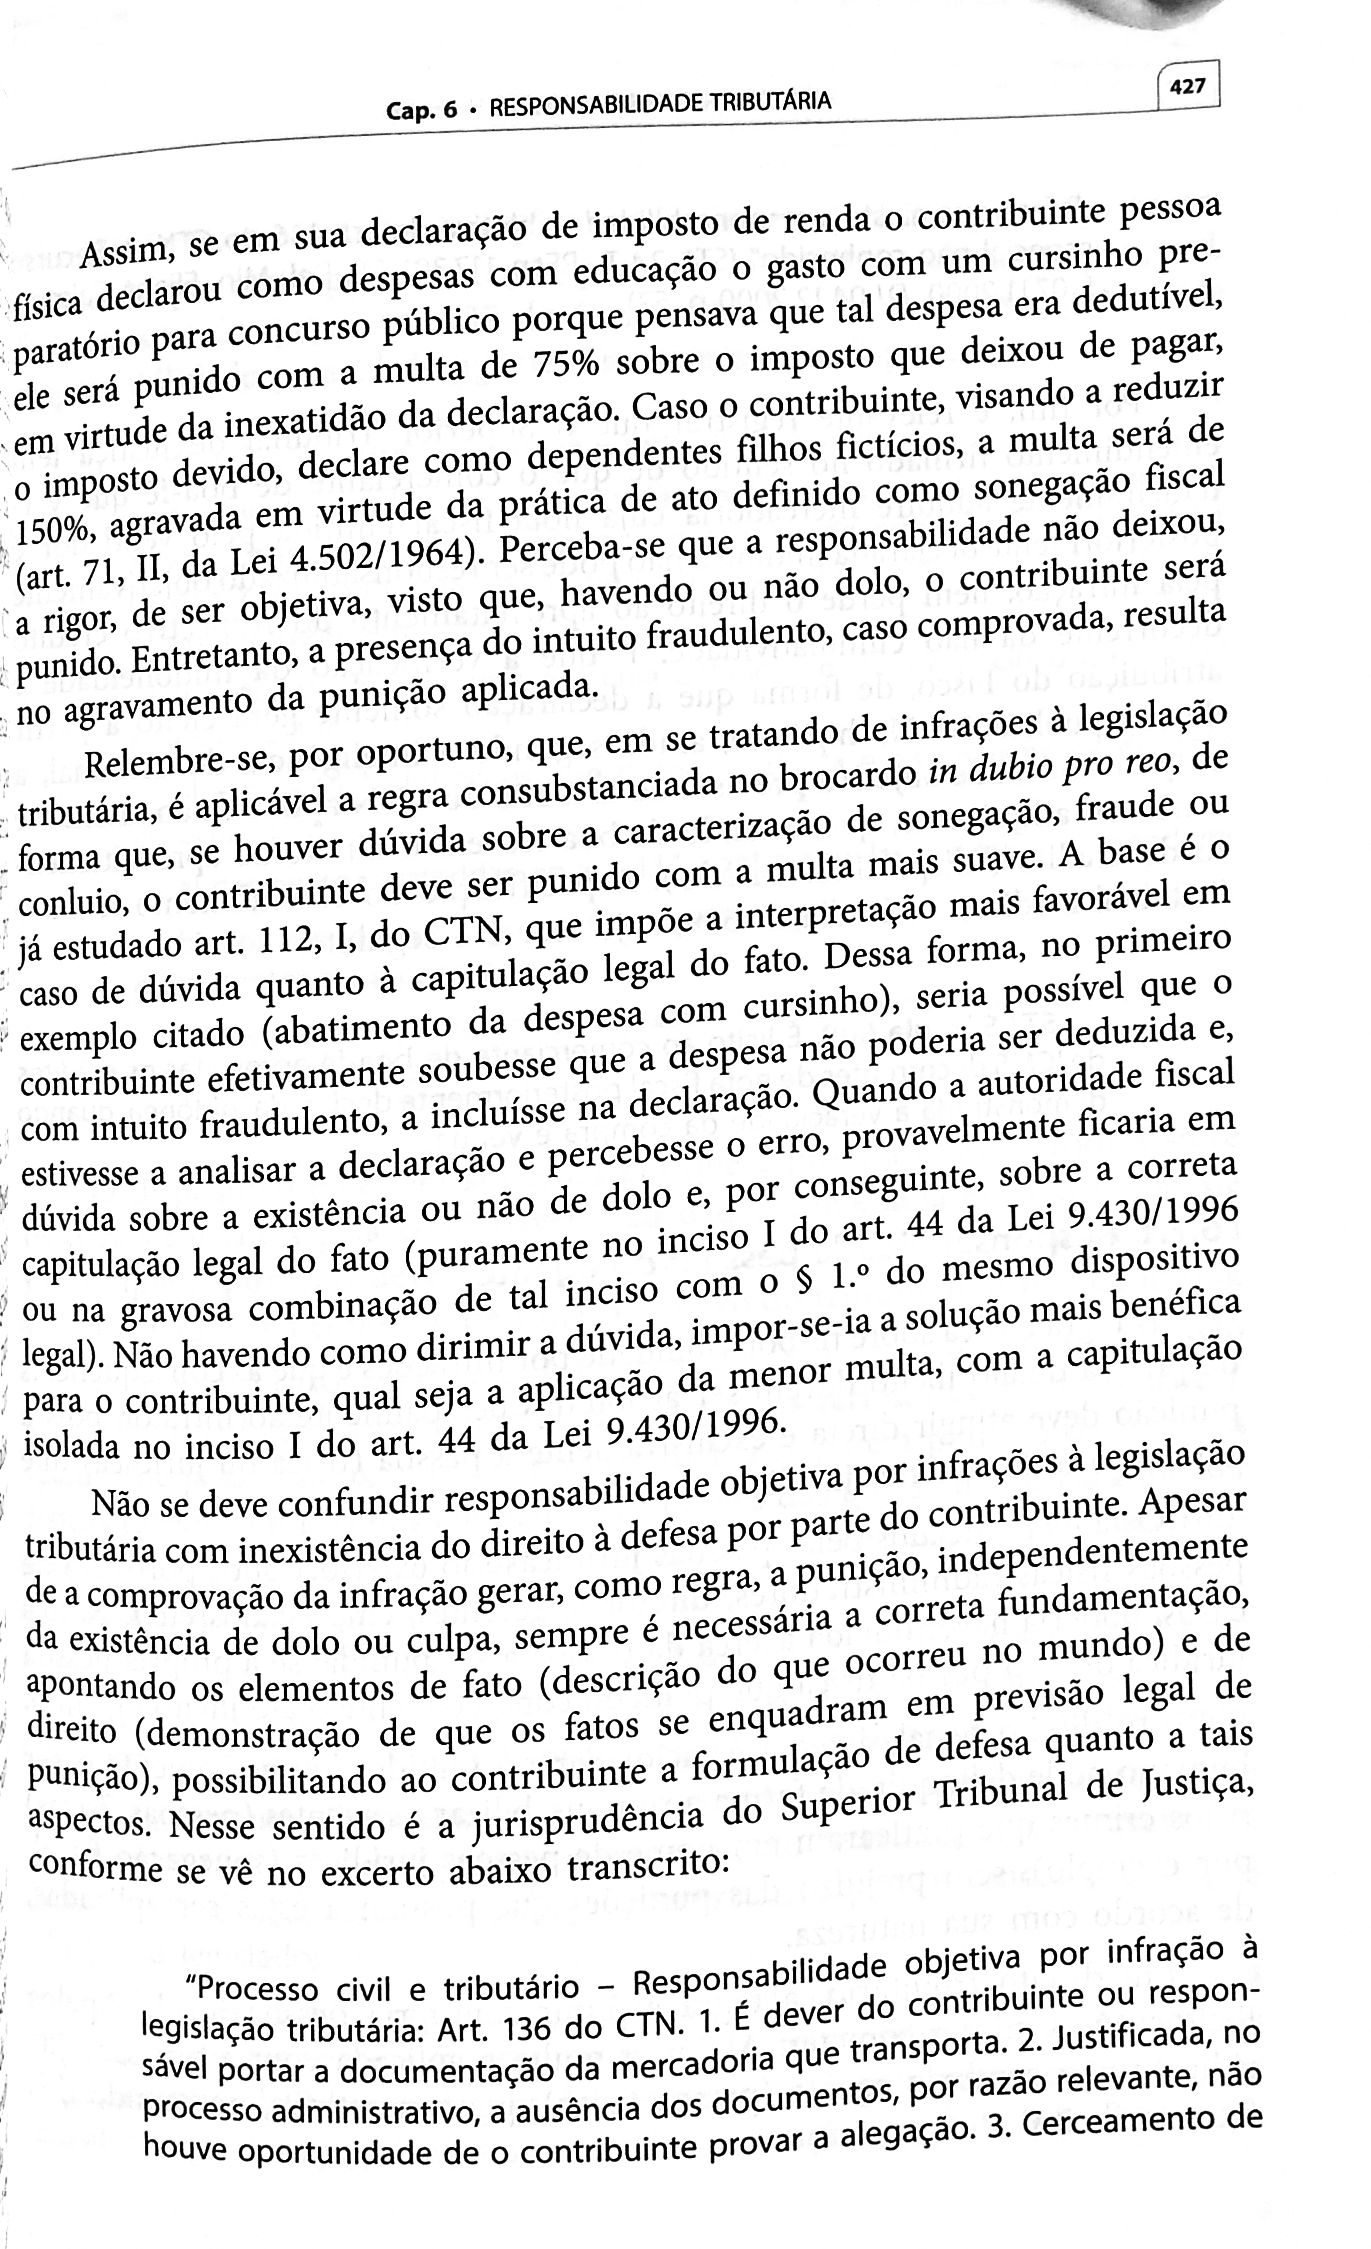 Cap. 6 • RESPONSABILIDADE TRIBUTÁRIA
427
Assim, se em sua declaração de imposto de renda o contribuinte pessoa
física declarou como despesas com educação o gasto com um cursinho pre-
paratório para concurso público porque pensava que tal despesa era dedutível,
ele será punido com a multa de 75% sobre o imposto que deixou de pagar,
em virtude da inexatidão da declaração. Caso o contribuinte, visando a reduzir
o imposto devido, declare como dependentes filhos fictícios, a multa será de
150%, agravada em virtude da prática de ato definido como sonegação fiscal
(art. 71, II, da Lei 4.502/1964). Perceba-se que a responsabilidade não deixou,
a rigor, de ser objetiva, visto que, havendo ou não dolo, o contribuinte será
punido. Entretanto, a presença do intuito fraudulento, caso comprovada, resulta
no agravamento da punição aplicada.
Relembre-se, por oportuno, que, em se tratando de infrações à legislação
tributária, é aplicável a regra consubstanciada no brocardo in dubio pro reo, de
forma que, se houver dúvida sobre a caracterização de sonegação, fraude ou
conluio, o contribuinte deve ser punido com a multa mais suave. A base é o
já estudado art. 112, I, do CTN, que impõe a interpretação mais favorável em
caso de dúvida quanto à capitulação legal do fato. Dessa forma, no primeiro
exemplo citado (abatimento da despesa com cursinho), seria possível que o
contribuinte efetivamente soubesse que a despesa não poderia ser deduzida e,
com intuito fraudulento, a incluísse na declaração. Quando a autoridade fiscal
estivesse a analisar a declaração e percebesse o erro, provavelmente ficaria em
dúvida sobre a existência ou não de dolo e, por conseguinte, sobre a correta
capitulação legal do fato (puramente no inciso I do art. 44 da Lei 9.430/1996
ou na gravosa combinação de tal inciso com o § 1.º do mesmo dispositivo
legal). Não havendo como dirimir a dúvida, impor-se-ia a solução mais benéfica
para o contribuinte, qual seja a aplicação da menor multa, com a capitulação
isolada no inciso I do art. 44 da Lei 9.430/1996.
Não se deve confundir responsabilidade objetiva por infrações à legislação
tributária com inexistência do direito à defesa por parte do contribuinte. Apesar
de a comprovação da infração gerar, como regra, a punição, independentemente
da existência de dolo ou culpa, sempre é necessária a correta fundamentação,
apontando os elementos de fato (descrição do que ocorreu no mundo) e de
direito (demonstração de que os fatos se enquadram em previsão legal de
punição), possibilitando ao contribuinte a formulação de defesa quanto a tais
aspectos. Nesse sentido é a jurisprudência do Superior Tribunal de Justiça,
conforme se vê no excerto abaixo transcrito:
“Processo civil e tributário – Responsabilidade objetiva por infração à
legislação tributária: Art. 136 do CTN. 1. É dever do contribuinte ou respon-
sável portar a documentação da mercadoria que transporta. 2. Justificada, no
processo administrativo, a ausência dos documentos, por razão relevante, não
houve oportunidade de o contribuinte provar a alegação. 3. Cerceamento de